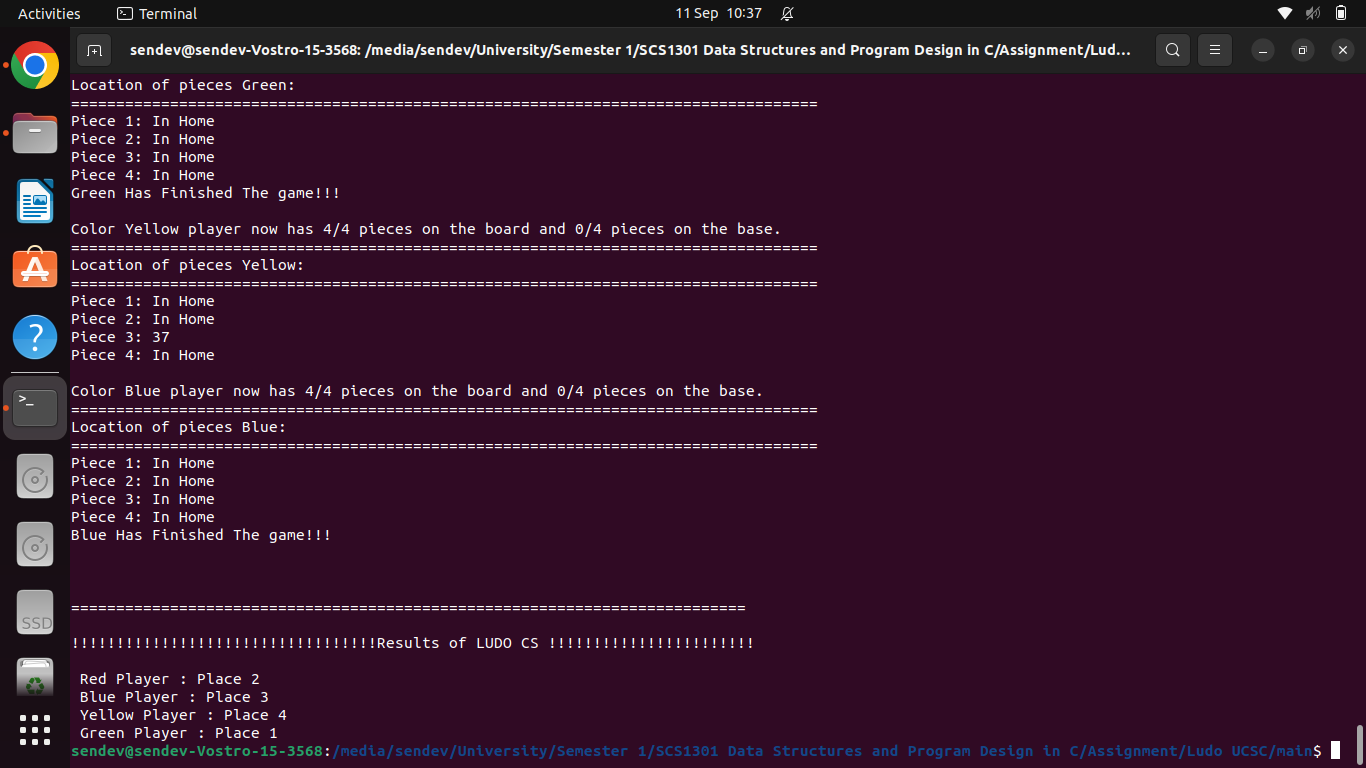 Activities Terminal 11 Sep 10:37
sendev@sendev-Vostro-15-3568: /media/sendev/University/Semester 1/SCS1301 Data Structures and Program Design in C/Assignment/Lud...
Location of pieces Green:
===================================================================================
Piece 1: In Home
Piece 2: In Home
Piece 3: In Home
Piece 4: In Home
Green Has Finished The game!!!
Color Yellow player now has 4/4 pieces on the board and 0/4 pieces on the base.
===================================================================================
Location of pieces Yellow:
===================================================================================
Piece 1: In Home
Piece 2: In Home
Piece 3: 37
Piece 4: In Home
Color Blue player now has 4/4 pieces on the board and 0/4 pieces on the base.
===================================================================================
Location of pieces Blue:
===================================================================================
Piece 1: In Home
Piece 2: In Home
Piece 3: In Home
Piece 4: In Home
Blue Has Finished The game!!!
===========================================================================
!!!!!!!!!!!!!!!!!!!!!!!!!!!!!!!!!!Results of LUDO CS !!!!!!!!!!!!!!!!!!!!!!!
Red Player : Place 2
Blue Player : Place 3
Yellow Player : Place 4
Green Player : Place 1
sendev@sendev-Vostro-15-3568:/media/sendev/University/Semester 1/SCS1301 Data Structures and Program Design in C/Assignment/Ludo UCSC/main$
>_
SSD